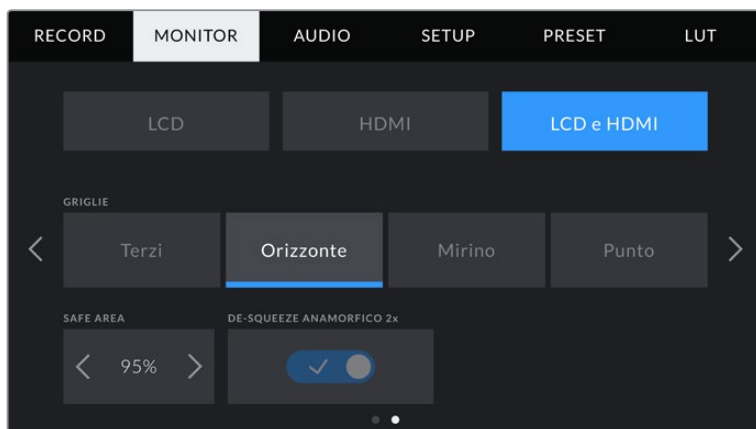 RECORD MONITOR AUDIO SETUP PRESET LUT
LCD HDMI LCD e HDMI
GRIGLIE
Terzi Orizzonte Mirino Punto
SAFE AREA DE-SQUEEZE ANAMORFICO 2x
95%